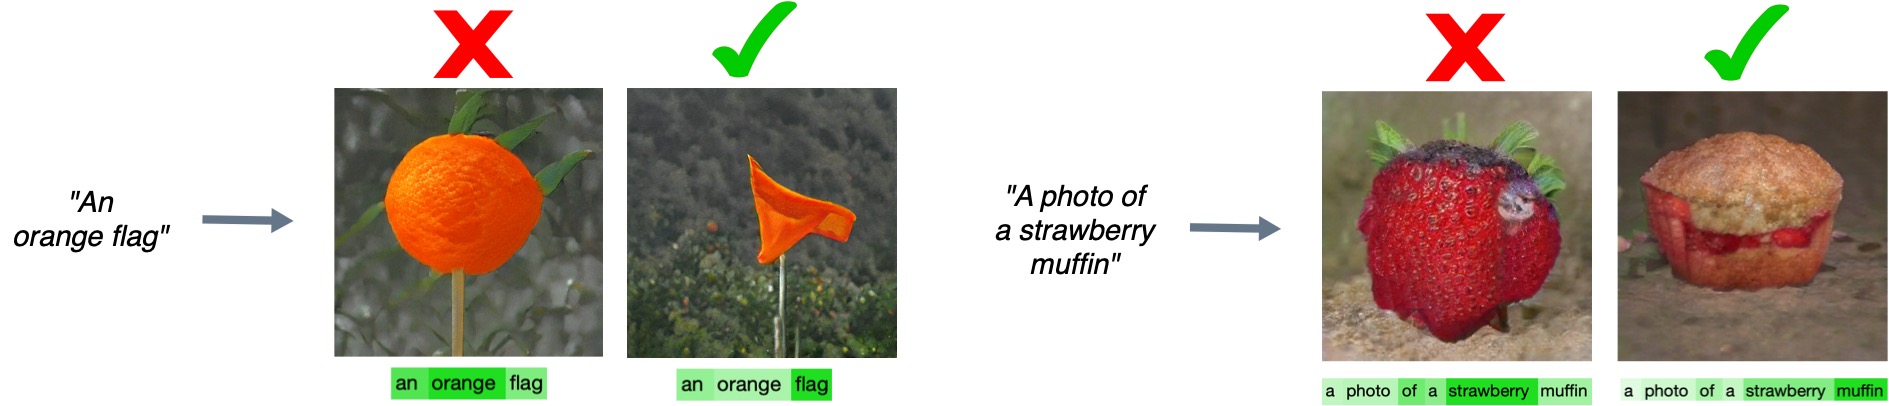 "An
orange flag"
an orange flag
an orange flag
"A photo of
a strawberry
muffin"
a photo of a strawberry muffin
a photo of a strawberry muffin